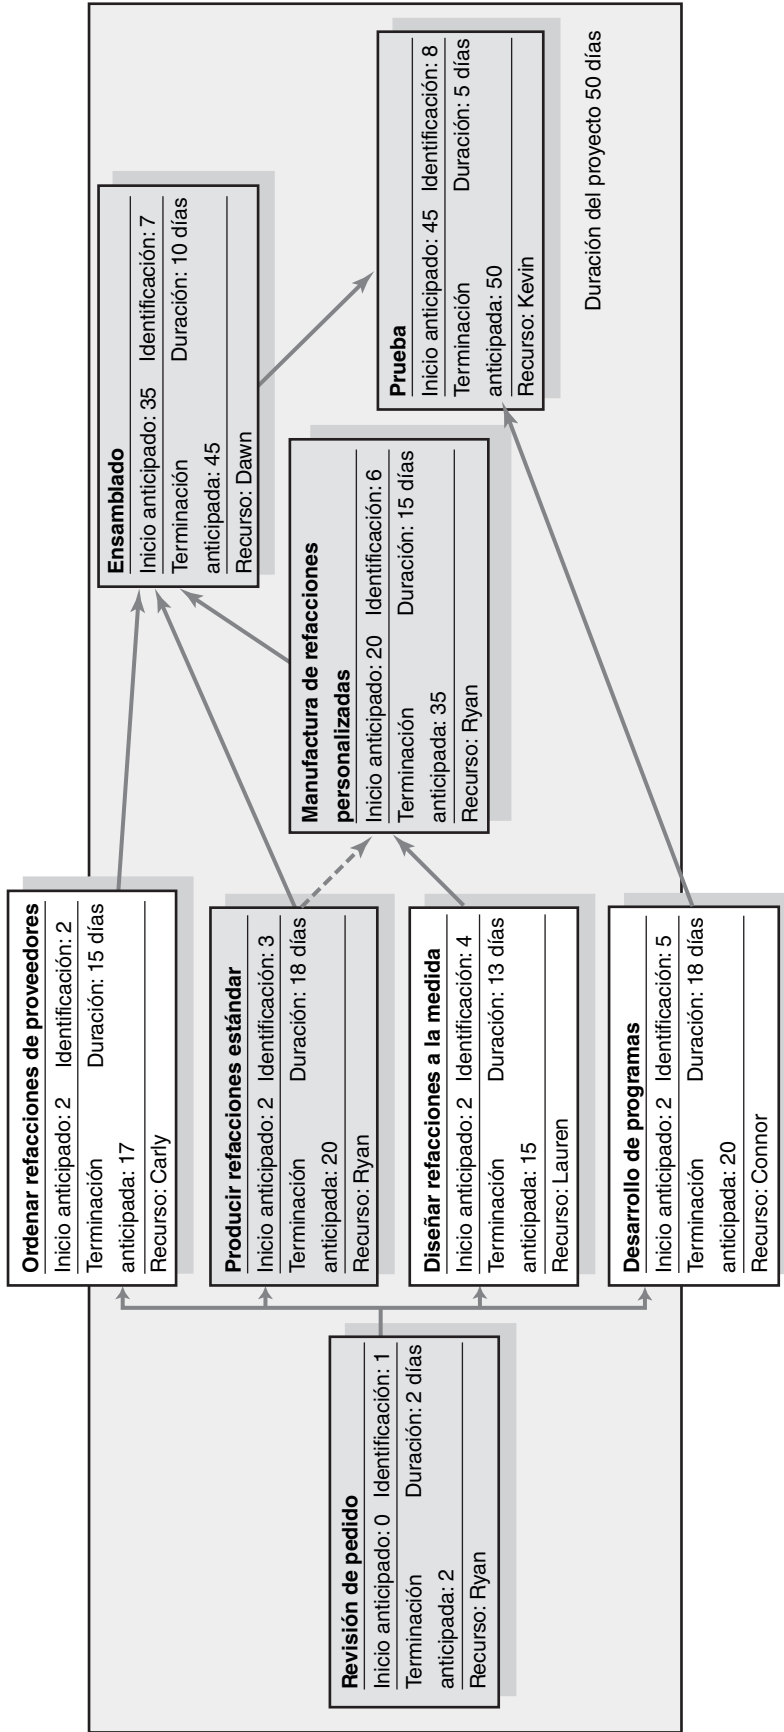 Revisión de pedido
Inicio anticipado: 0 Identificación: 1
Terminación Duración: 2 días
anticipada: 2
Recurso: Ryan
Ordenar refacciones de proveedores
Inicio anticipado: 2 Identificación: 2
Terminación Duración: 15 días
anticipada: 17
Recurso: Carly
Producir refacciones estándar
Inicio anticipado: 2 Identificación: 3
Terminación Duración: 18 días
anticipada: 20
Recurso: Ryan
Diseñar refacciones a la medida
Inicio anticipado: 2 Identificación: 4
Terminación Duración: 13 días
anticipada: 15
Recurso: Lauren
Desarrollo de programas
Inicio anticipado: 2 Identificación: 5
Terminación Duración: 18 días
anticipada: 20
Recurso: Connor
Manufactura de refacciones
personalizadas
Inicio anticipado: 20 Identificación: 6
Terminación Duración: 15 días
anticipada: 35
Recurso: Ryan
Ensamblado
Inicio anticipado: 35 Identificación: 7
Terminación Duración: 10 días
anticipada: 45
Recurso: Dawn
Prueba
Inicio anticipado: 45 Identificación: 8
Terminación Duración: 5 días
anticipada: 50
Recurso: Kevin
Duración del proyecto 50 días